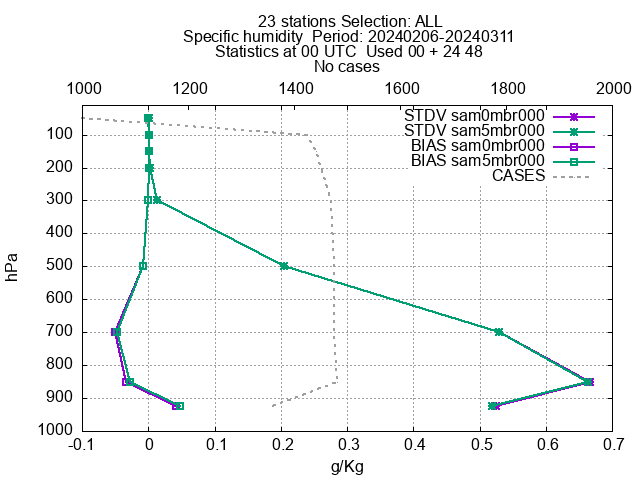 23 stations Selection: ALL
Specific humidity  Period: 20240206-20240311
Statistics at 00 UTC  Used 00 + 24 48
No cases
1000 1200 1400 1600 1800 2000
STDV sam0mbr000
STDV sam5mbr000
BIAS sam0mbr000
BIAS sam5mbr000
CASES
100
200
300
400
500
600
700
800
900
1000
hPa
-0.1 0 0.1 0.2 0.3 0.4 0.5 0.6 0.7
g/Kg